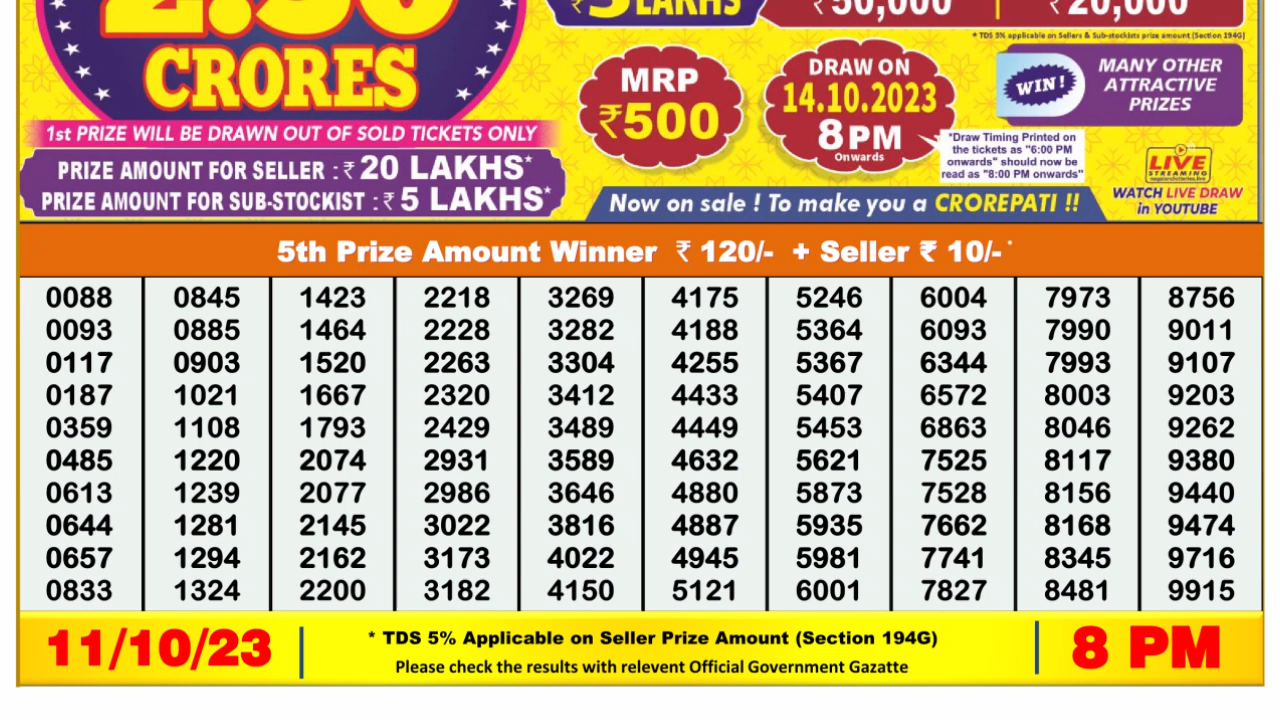 2.50
₹5 LAKHS
₹50,000
₹20,000
CRORES
* TDS 5% applicable on Sellers & Sub-stockists prize amount (Section 194G)
MRP
₹500
DRAW ON
14.10.2023
8 PM
Onwards
WIN!
MANY OTHER
ATTRACTIVE
PRIZES
1st PRIZE WILL BE DRAWN OUT OF SOLD TICKETS ONLY
"Draw Timing Printed on
the tickets as "6:00 PM
onwards" should now be
read as "8:00 PM onwards"
LIVE
STREAMING
PRIZE AMOUNT FOR SELLER : ₹ 20 LAKHS*
PRIZE AMOUNT FOR SUB-STOCKIST : ₹ 5 LAKHS*
Now on sale ! To make you a CROREPATI !!
WATCH LIVE DRAW
in YOUTUBE
5th Prize Amount Winner ₹ 120/- + Seller ₹ 10/- *
0088 0845 1423 2218 3269 4175 5246 6004 7973 8756
0093 0885 1464 2228 3282 4188 5364 6093 7990 9011
0117 0903 1520 2263 3304 4255 5367 6344 7993 9107
0187 1021 1667 2320 3412 4433 5407 6572 8003 9203
0359 1108 1793 2429 3489 4449 5453 6863 8046 9262
0485 1220 2074 2931 3589 4632 5621 7525 8117 9380
0613 1239 2077 2986 3646 4880 5873 7528 8156 9440
0644 1281 2145 3022 3816 4887 5935 7662 8168 9474
0657 1294 2162 3173 4022 4945 5981 7741 8345 9716
0833 1324 2200 3182 4150 5121 6001 7827 8481 9915
11/10/23
* TDS 5% Applicable on Seller Prize Amount (Section 194G)
Please check the results with relevent Official Government Gazatte
8 PM